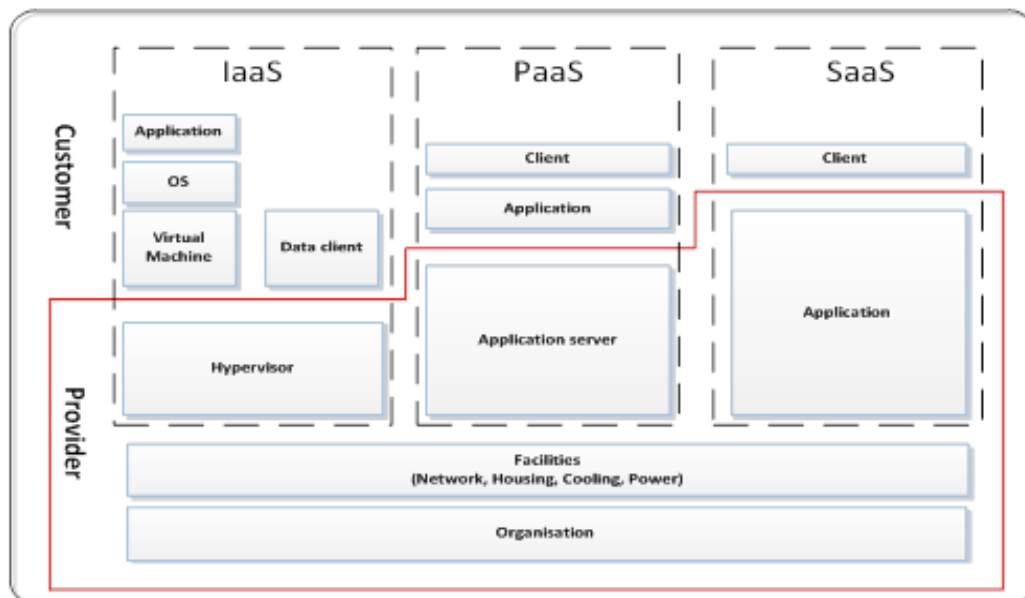 IaaS
PaaS
SaaS
Customer
Application
OS
Virtual
Machine
Data client
Client
Application
Client
Provider
Hypervisor
Application server
Application
Facilities
(Network, Housing, Cooling, Power)
Organisation